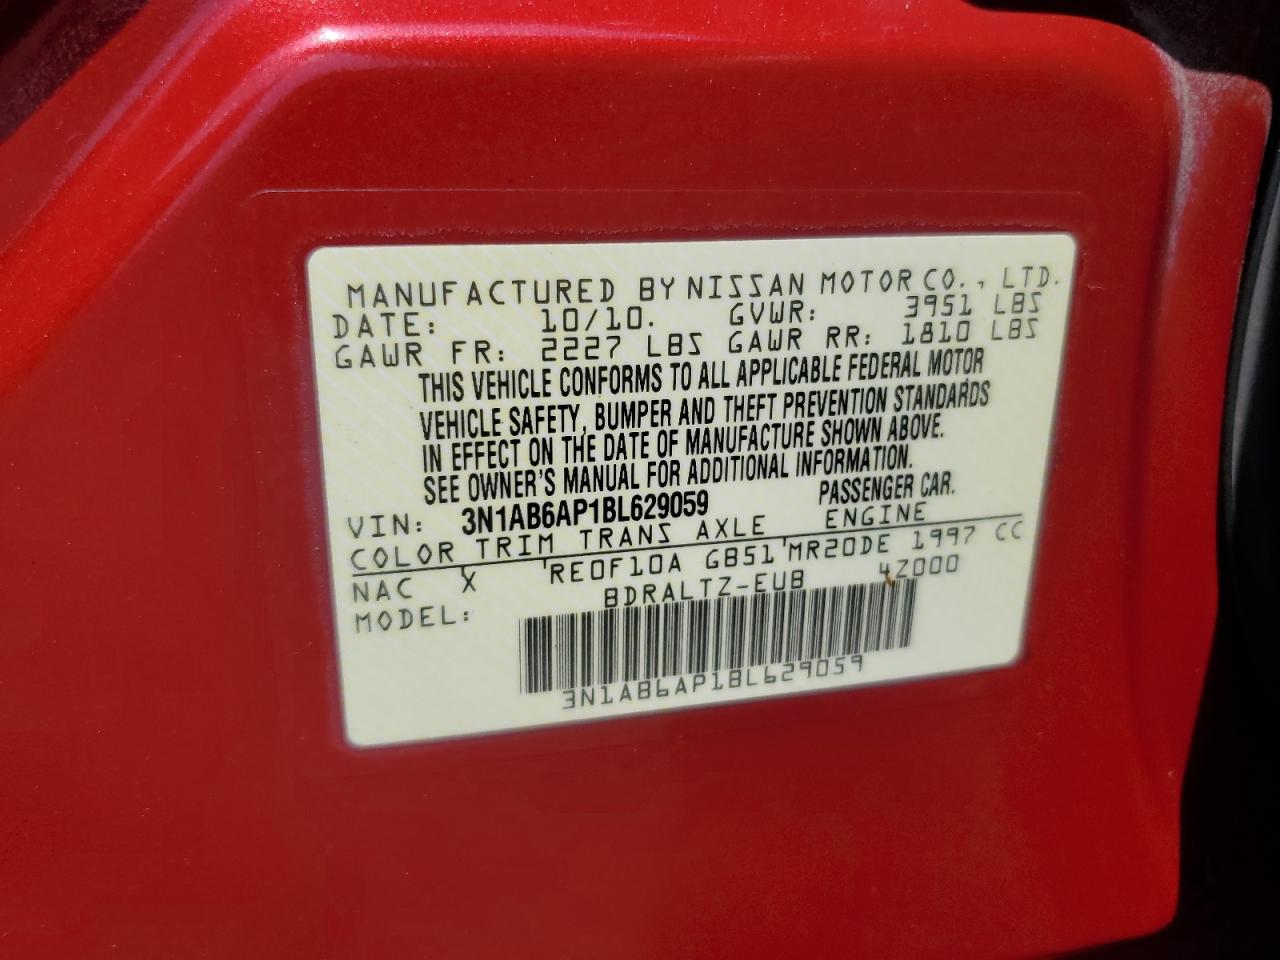 MANUFACTURED BY NISSAN MOTOR CO., LTD.
DATE: 10/10. GVWR: 3951 LBS
GAWR FR: 2227 LBS GAWR RR: 1810 LBS
THIS VEHICLE CONFORMS TO ALL APPLICABLE FEDERAL MOTOR
VEHICLE SAFETY, BUMPER AND THEFT PREVENTION STANDARDS
IN EFFECT ON THE DATE OF MANUFACTURE SHOWN ABOVE.
SEE OWNER'S MANUAL FOR ADDITIONAL INFORMATION.
VIN: 3N1AB6AP1BL629059 PASSENGER CAR.
COLOR TRIM TRANS AXLE ENGINE
NAC X RE0F10A GB51 MR20DE 1997 CC
MODEL: BDRALTZ-EUB 4Z000
3N1AB6AP1BL629059